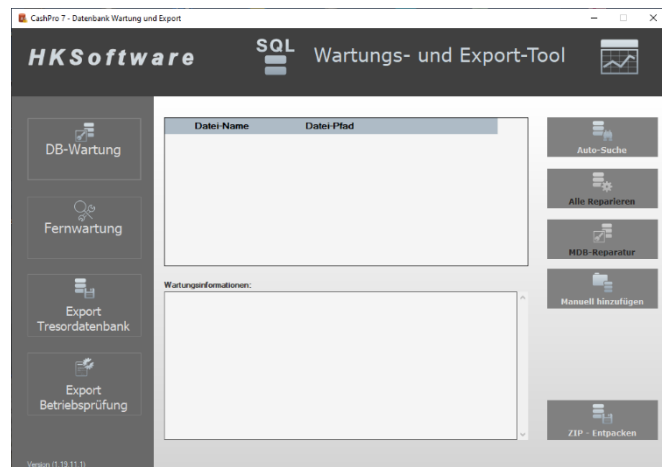 CashPro 7 - Datenbank Wartung und Export
HKSoftware
SQL
Wartungs- und Export-Tool
DB-Wartung
Fernwartung
Export
Tresordatenbank
Export
Betriebsprüfung
Version (1.19.11.1)
Datei-Name Datei-Pfad
Wartungsinformationen:
Auto-Suche
Alle Reparieren
MDB-Reparatur
Manuell hinzufügen
ZIP - Entpacken